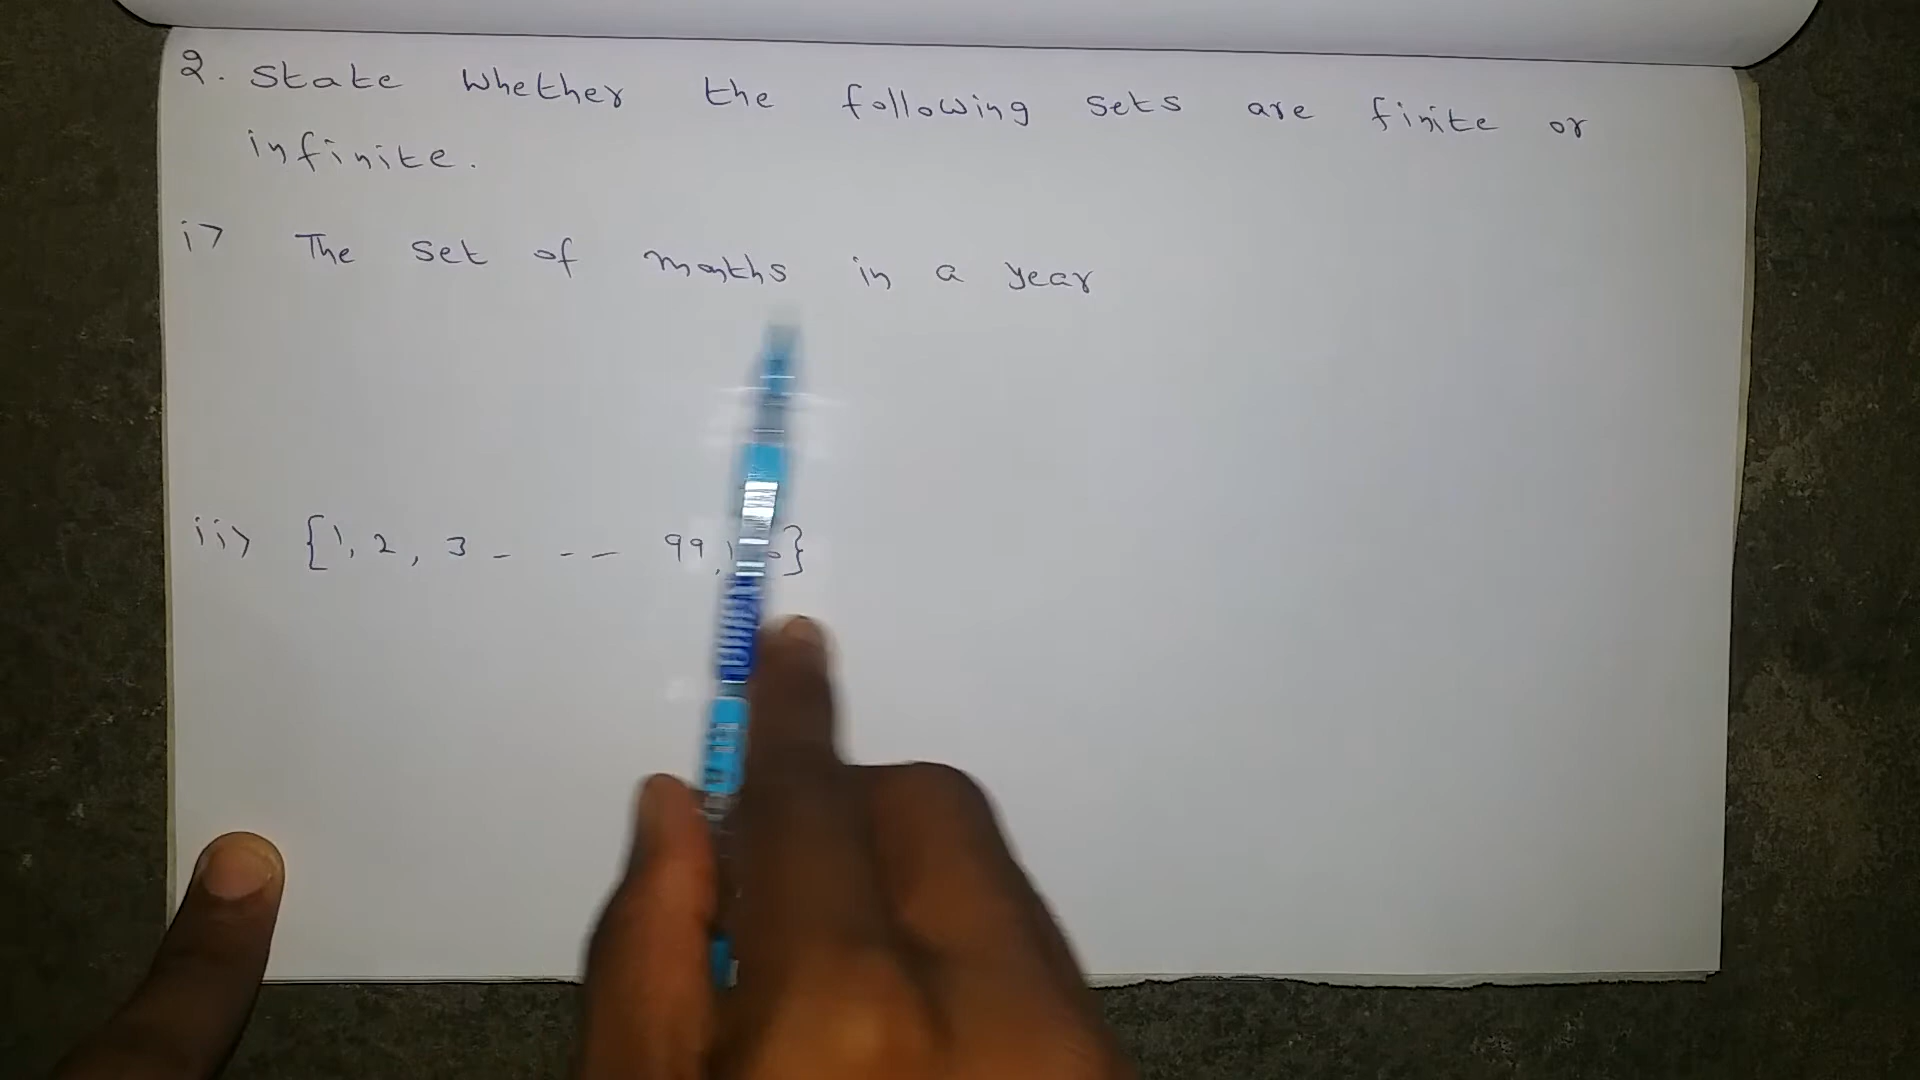 2. State whether the following sets are finite or
infinite.
i> The set of months in a year
ii> {1, 2, 3 - - - 99, }